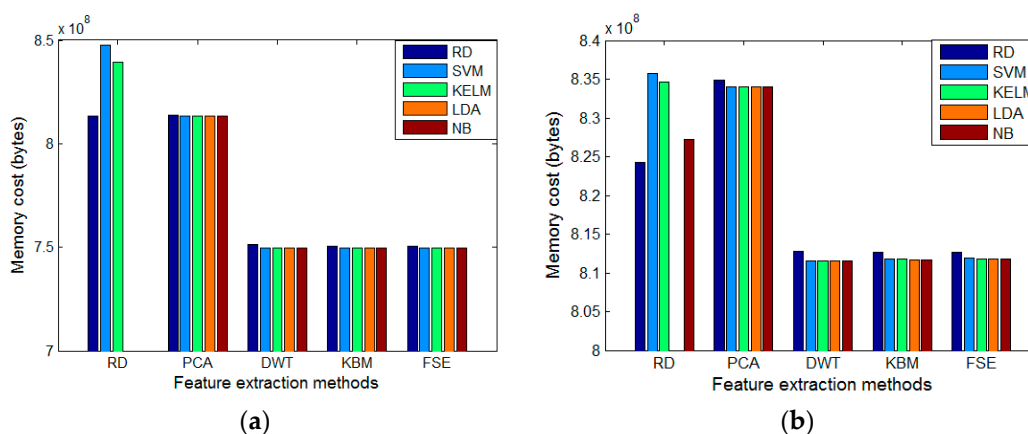 x 10^8
8.5
8
7.5
7
Memory cost (bytes)
RD
SVM
KELM
LDA
NB
RD PCA DWT KBM FSE
Feature extraction methods
(a)
x 10^8
8.4
8.35
8.3
8.25
8.2
8.15
8.1
8.05
8
Memory cost (bytes)
RD
SVM
KELM
LDA
NB
RD PCA DWT KBM FSE
Feature extraction methods
(b)